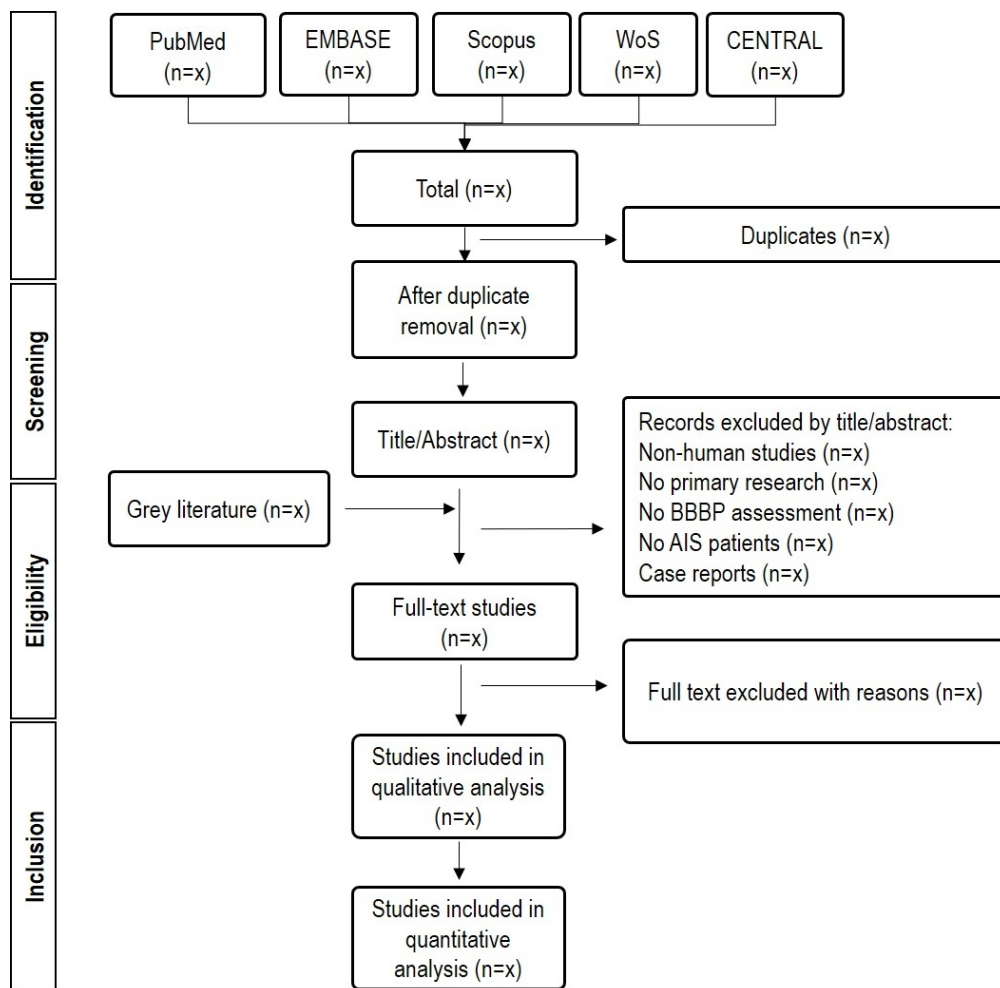 Identification
PubMed
(n=x)
EMBASE
(n=x)
Scopus
(n=x)
WoS
(n=x)
CENTRAL
(n=x)
Total (n=x)
Duplicates (n=x)
Screening
After duplicate
removal (n=x)
Title/Abstract (n=x)
Records excluded by title/abstract:
Non-human studies (n=x)
No primary research (n=x)
No BBBP assessment (n=x)
No AIS patients (n=x)
Case reports (n=x)
Eligibility
Grey literature (n=x)
Full-text studies
(n=x)
Full text excluded with reasons (n=x)
Inclusion
Studies included in
qualitative analysis
(n=x)
Studies included in
quantitative
analysis (n=x)